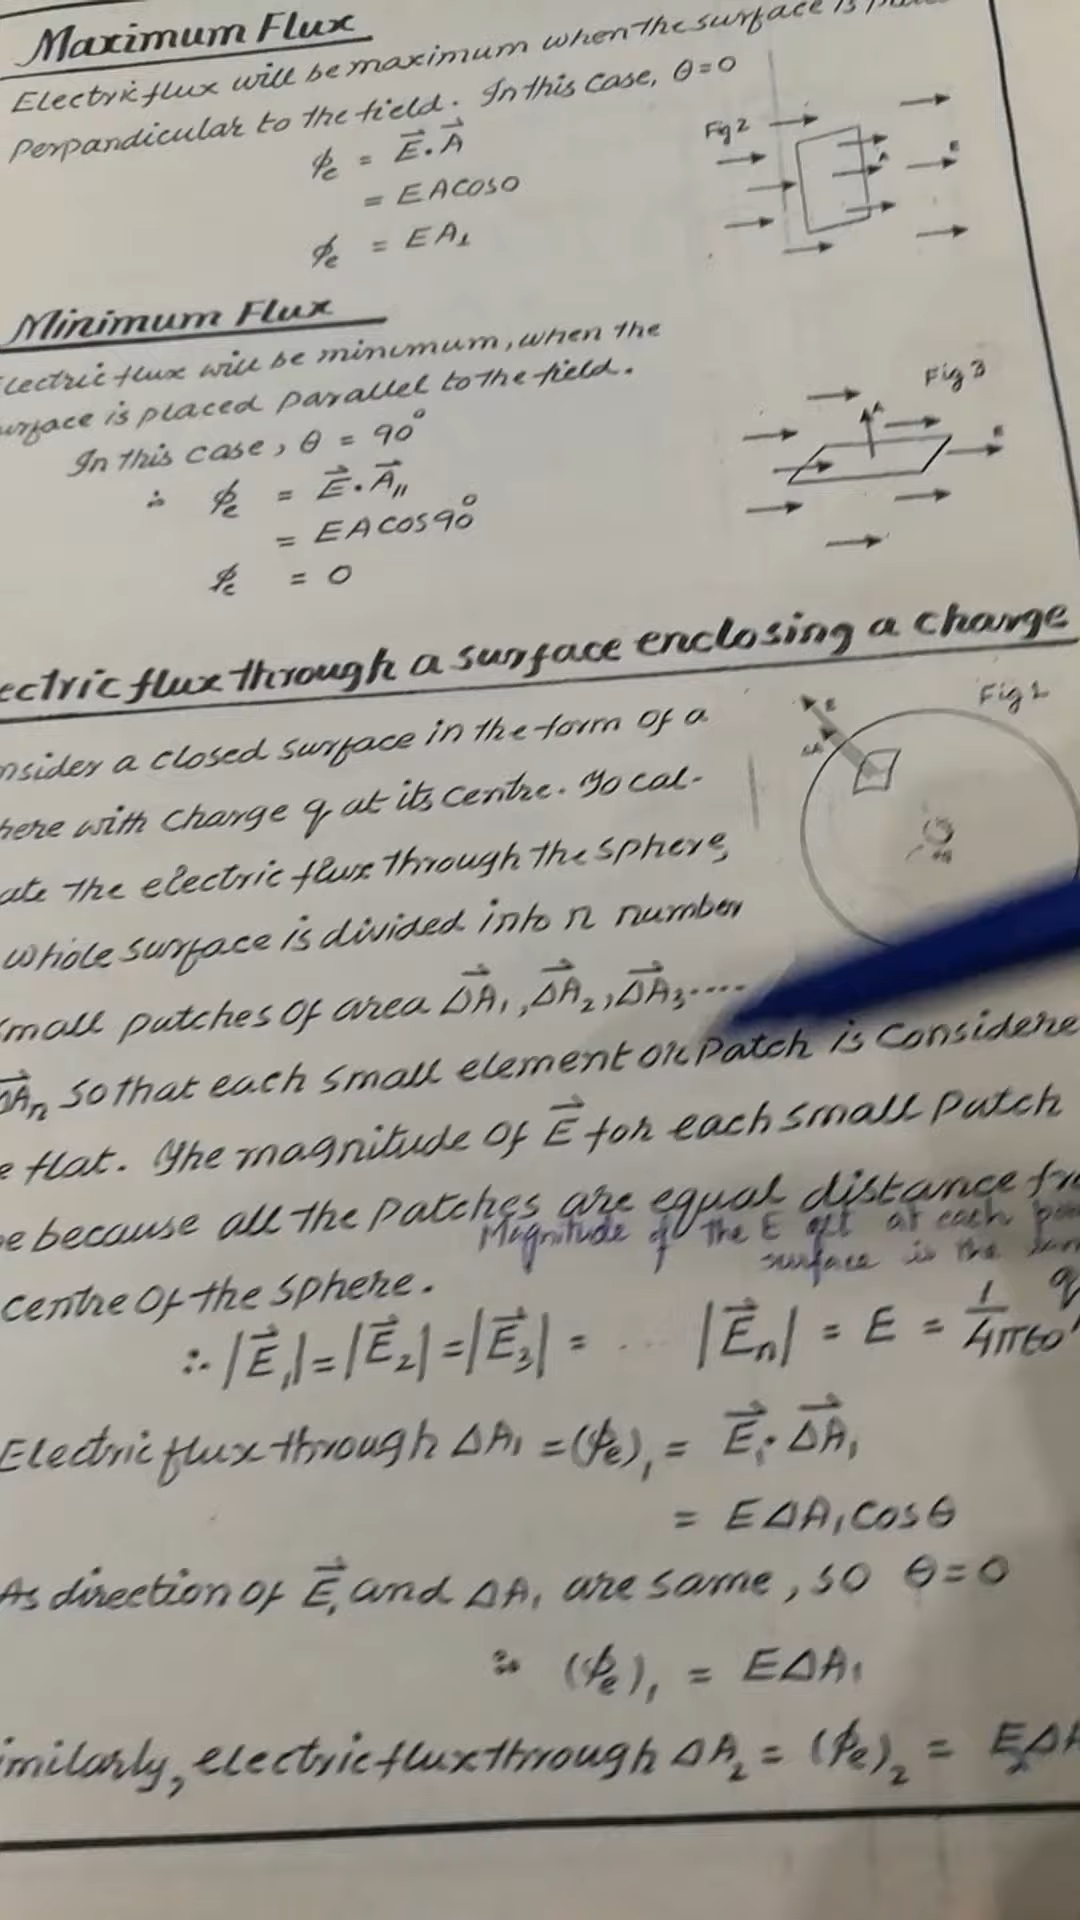 Maximum Flux
Electric flux will be maximum when the surface is
Perpandicular to the field. In this case, θ=0
Fig 2
ϕe = E⃗.A⃗
= EACOS0
ϕe = EA⊥
A
E
Minimum Flux
lectric flux will be minimum, when the
urface is placed parallel to the field.
In this case, θ = 90°
Fig 3
A
E
∴ ϕe = E⃗.A⃗∥
= EACOS90°
ϕe = 0
ectric flux through a surface enclosing a charge
Fig 1
E
nsider a closed surface in the form of a
here with charge q at its centre. To cal-
ate the electric flux through the sphere,
whole surface is divided into n number
+q
small patches of area ΔA⃗₁, ΔA⃗₂, ΔA⃗₃....
ΔA⃗n so that each small element or patch is Considere
e flat. The magnitude of E⃗ for each small Patch
e because all the patches are equal distance fr
Magnitude of the E at each
surface is the
centre of the sphere.
∴ |E⃗₁|=|E⃗₂|=|E⃗₃| = ... |E⃗n| = E = 1/4πε0 q
Electric flux through ΔA₁ =(ϕe)₁ = E⃗₁.ΔA⃗₁
= EΔA₁COSθ
As direction of E⃗₁ and ΔA₁ are same, so θ=0
∴ (ϕe)₁ = EΔA₁
imilarly, electric flux through ΔA₂ = (ϕe)₂ = E₂ΔA